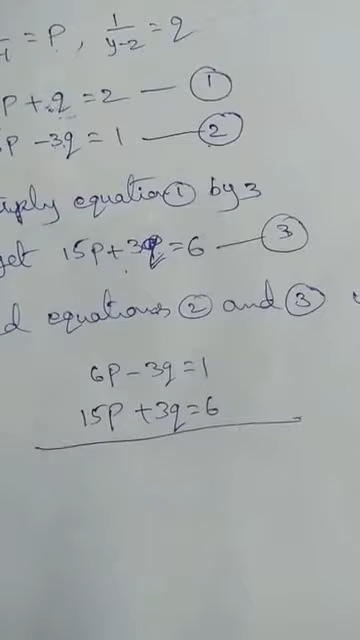 = P, 1/y-2 = q
P + q = 2 — ①
P - 3q = 1 — ②
equation ① by 3
get 15P + 3q = 6 — ③
equations ② and ③
6P - 3q = 1
15P + 3q = 6